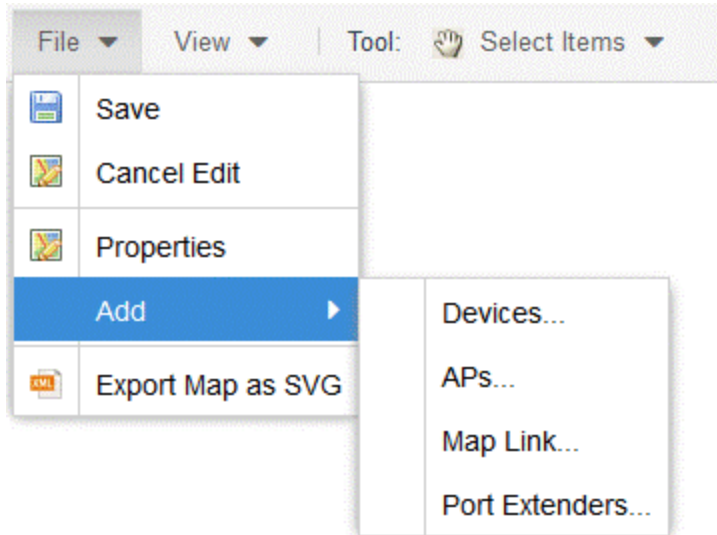 File View Tool: Select Items
Save
Cancel Edit
Properties
Add
Devices...
APs...
Map Link...
Port Extenders...
XML Export Map as SVG